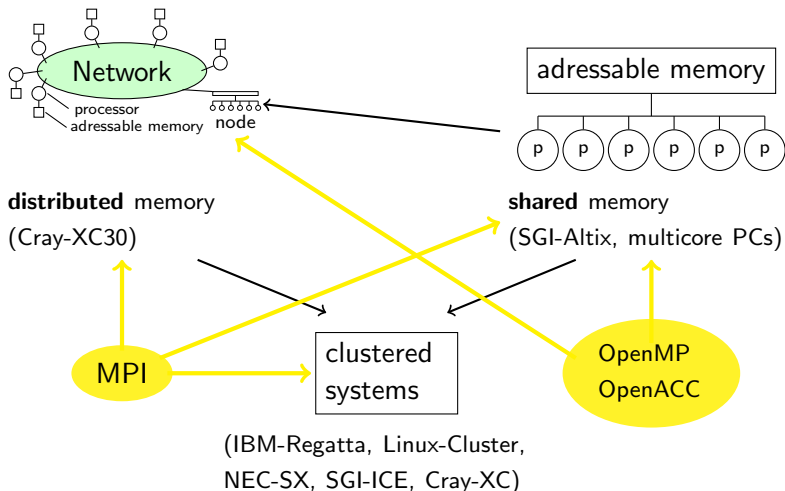 Network
processor
adressable memory
node
adressable memory
p p p p p p
distributed memory
(Cray-XC30)
shared memory
(SGI-Altix, multicore PCs)
MPI
clustered
systems
OpenMP
OpenACC
(IBM-Regatta, Linux-Cluster,
NEC-SX, SGI-ICE, Cray-XC)